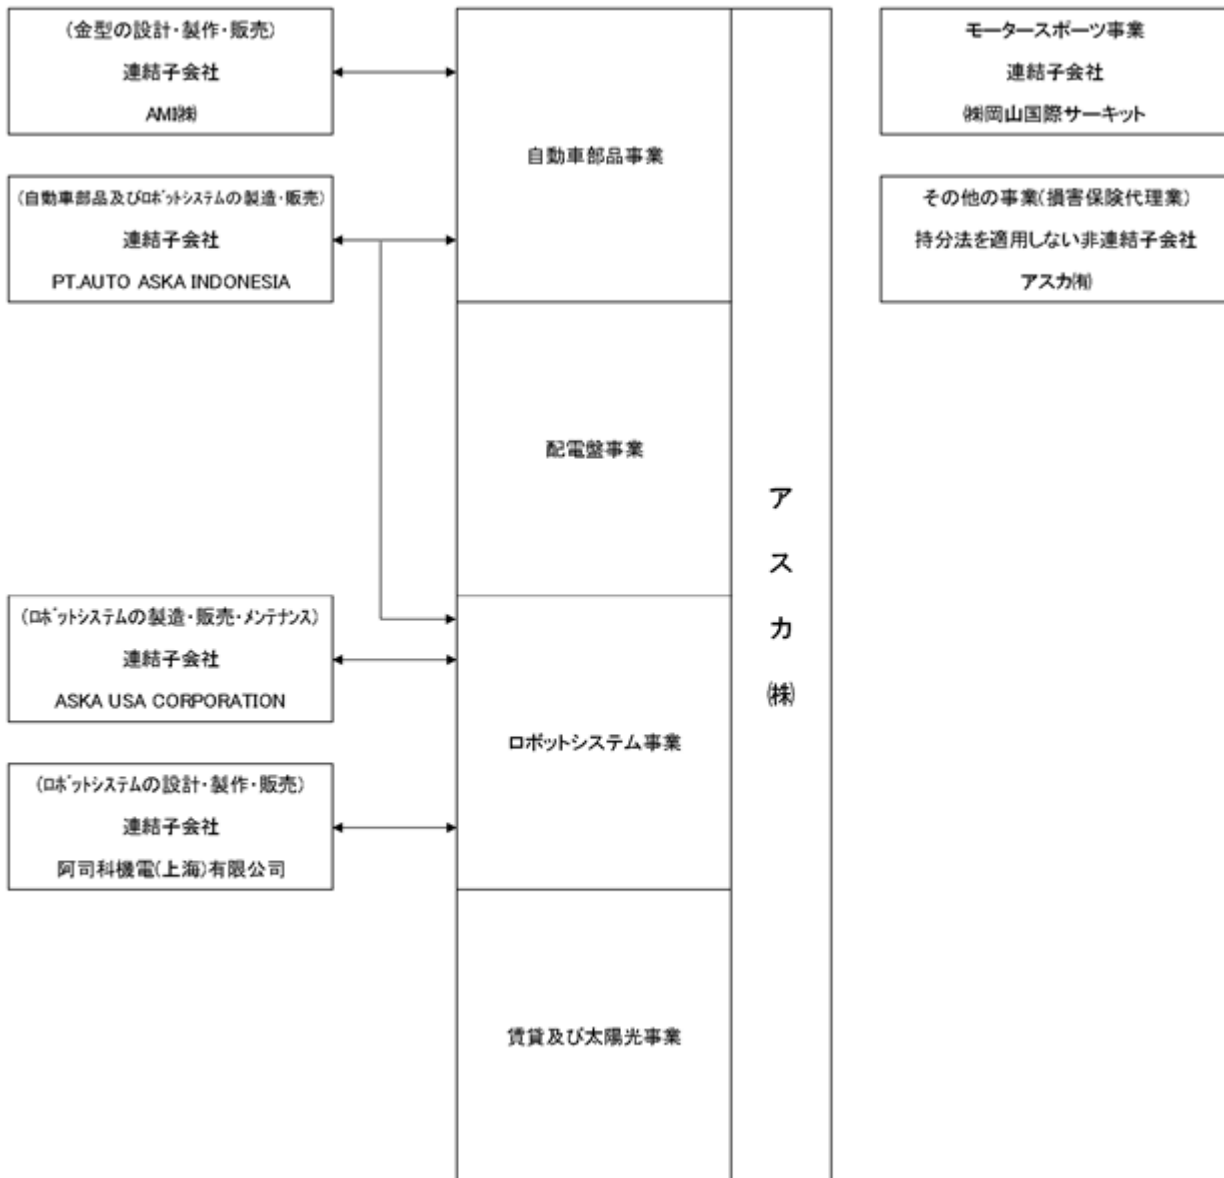 (金型の設計・製作・販売)
連結子会社
AMI㈱
(自動車部品及びﾛﾎﾞｯﾄｼｽﾃﾑの製造・販売)
連結子会社
PT.AUTO ASKA INDONESIA
(ﾛﾎﾞｯﾄｼｽﾃﾑの製造・販売・ﾒﾝﾃﾅﾝｽ)
連結子会社
ASKA USA CORPORATION
(ﾛﾎﾞｯﾄｼｽﾃﾑの設計・製作・販売)
連結子会社
阿司科機電(上海)有限公司
自動車部品事業
配電盤事業
ロボットシステム事業
賃貸及び太陽光事業
アスカ㈱
モータースポーツ事業
連結子会社
㈱岡山国際サーキット
その他の事業(損害保険代理業)
持分法を適用しない非連結子会社
アスカ㈲